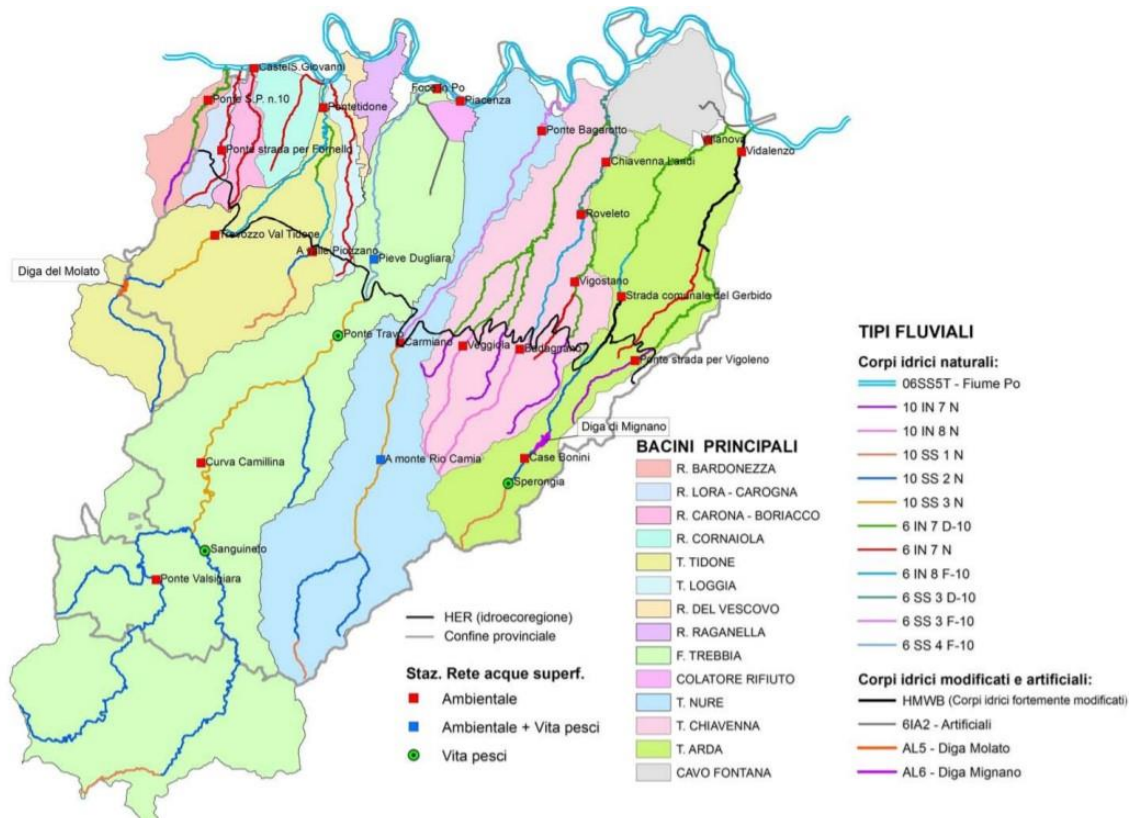 CastelS.Giovanni
Ponte S.P. n.10
Pontetidone
Foce in Po
Piacenza
Ponte Bagarotto
Ponte strada per Fornello
Chiavenna Landi
Vidalenzo
Roveleto
Trevozzo Val Tidone
A valle Pianzano
Pieve Dugliara
Diga del Molato
Vigostano
Strada comunale del Gerbido
Ponte Travo
Carmiano
Veggiola
Badagnano
Ponte strada per Vigoleno
Diga di Mignano
Curva Camillina
A monte Rio Camia
Case Bonini
Sperongia
Sanguineto
Ponte Valsigiara
HER (idroecoregione)
Confine provinciale
Staz. Rete acque superf.
Ambientale
Ambientale + Vita pesci
Vita pesci
BACINI PRINCIPALI
R. BARDONEZZA
R. LORA - CAROGNA
R. CARONA - BORIACCO
R. CORNAIOLA
T. TIDONE
T. LOGGIA
R. DEL VESCOVO
R. RAGANELLA
F. TREBBIA
COLATORE RIFIUTO
T. NURE
T. CHIAVENNA
T. ARDA
CAVO FONTANA
TIPI FLUVIALI
Corpi idrici naturali:
06SS5T - Fiume Po
10 IN 7 N
10 IN 8 N
10 SS 1 N
10 SS 2 N
10 SS 3 N
6 IN 7 D-10
6 IN 7 N
6 IN 8 F-10
6 SS 3 D-10
6 SS 3 F-10
6 SS 4 F-10
Corpi idrici modificati e artificiali:
HMWB (Corpi idrici fortemente modificati)
6IA2 - Artificiali
AL5 - Diga Molato
AL6 - Diga Mignano